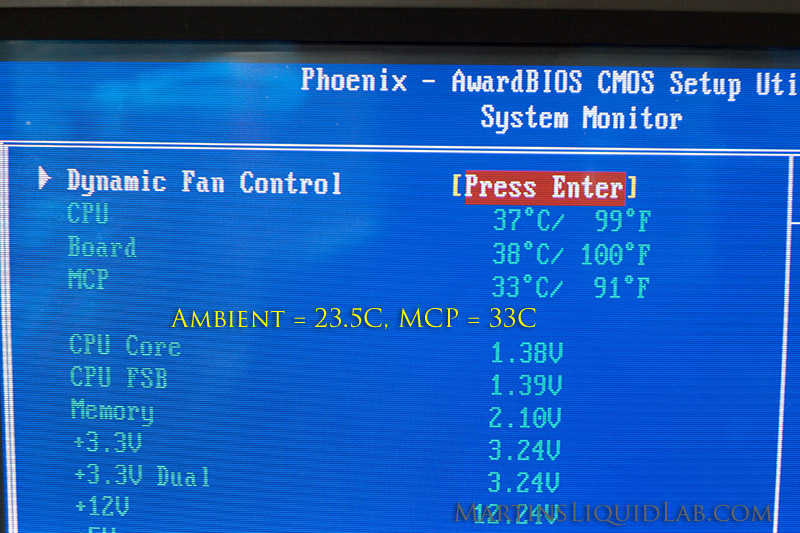 Phoenix - AwardBIOS CMOS Setup Uti
System Monitor
Dynamic Fan Control [Press Enter]
CPU 37°C/ 99°F
Board 38°C/ 100°F
MCP 33°C/ 91°F
Ambient = 23.5C, MCP = 33C
CPU Core 1.38V
CPU FSB 1.39V
Memory 2.10V
+3.3V 3.24V
+3.3V Dual 3.24V
+12V 12.24V
MartinsLiquidLab.com